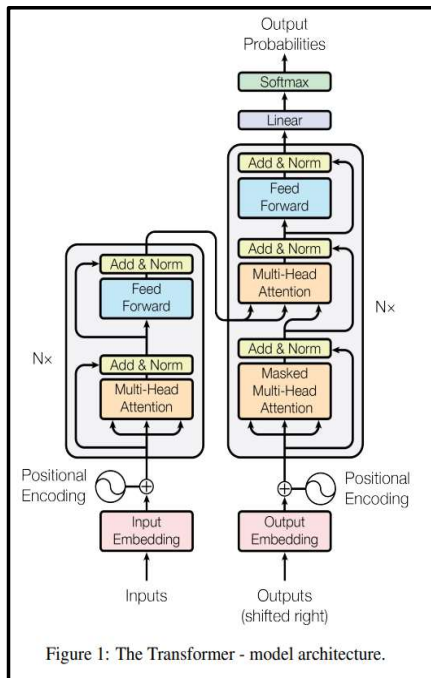 Output
Probabilities
Softmax
Linear
Add & Norm
Feed
Forward
Add & Norm
Multi-Head
Attention
Add & Norm
Masked
Multi-Head
Attention
Nx
Add & Norm
Feed
Forward
Add & Norm
Multi-Head
Attention
Nx
Positional
Encoding
Positional
Encoding
Input
Embedding
Output
Embedding
Inputs
Outputs
(shifted right)
Figure 1: The Transformer - model architecture.